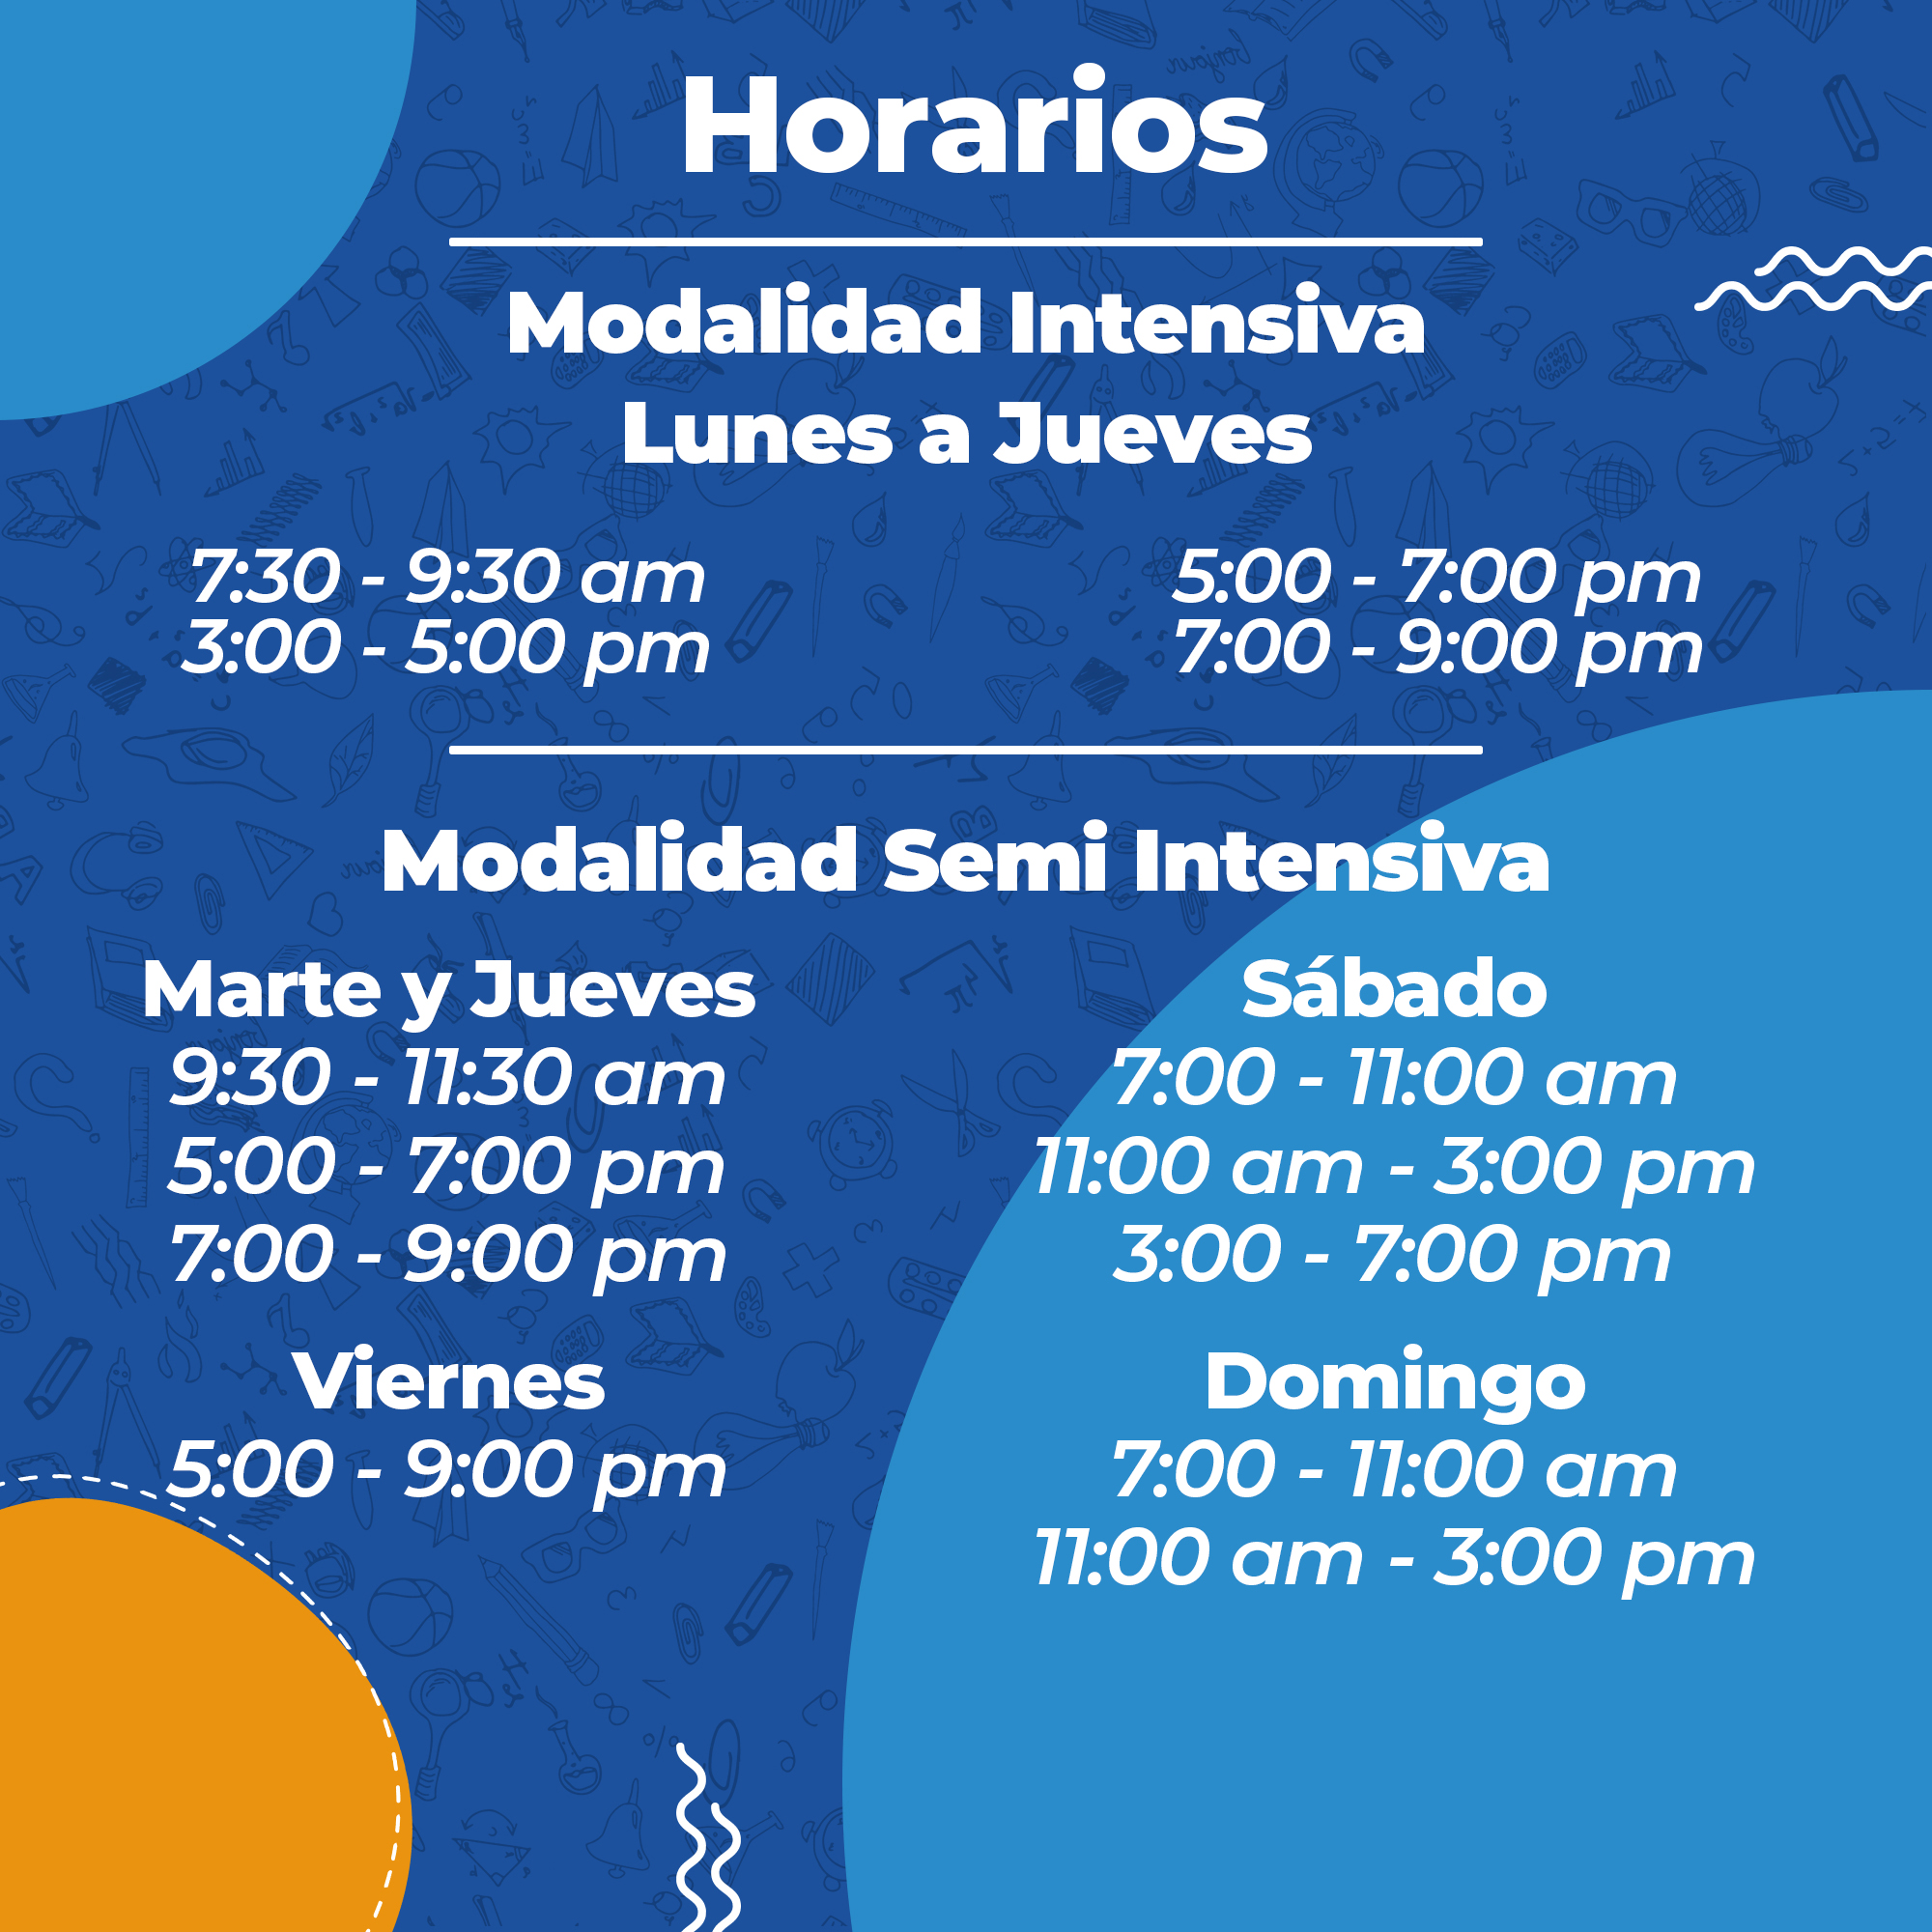 Horarios
Modalidad Intensiva
Lunes a Jueves
7:30 - 9:30 am
3:00 - 5:00 pm
5:00 - 7:00 pm
7:00 - 9:00 pm
Modalidad Semi Intensiva
Marte y Jueves
9:30 - 11:30 am
5:00 - 7:00 pm
7:00 - 9:00 pm
Viernes
5:00 - 9:00 pm
Sábado
7:00 - 11:00 am
11:00 am - 3:00 pm
3:00 - 7:00 pm
Domingo
7:00 - 11:00 am
11:00 am - 3:00 pm